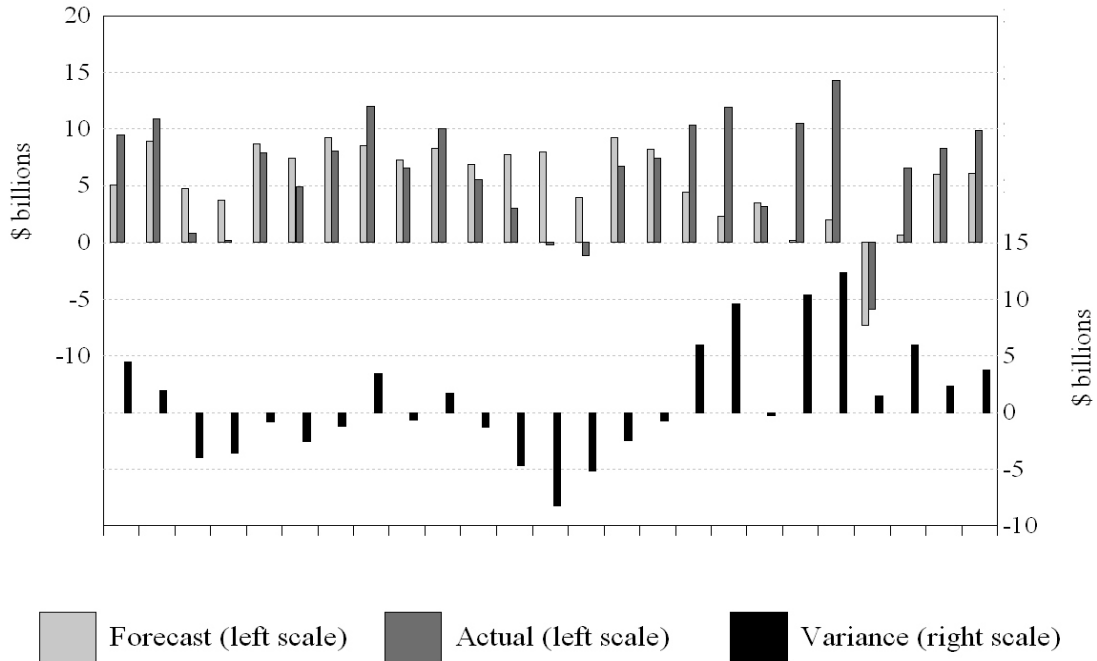 20
15
10
5
0
-5
-10
$ billions
15
10
5
0
-5
-10
$ billions
Forecast (left scale)
Actual (left scale)
Variance (right scale)